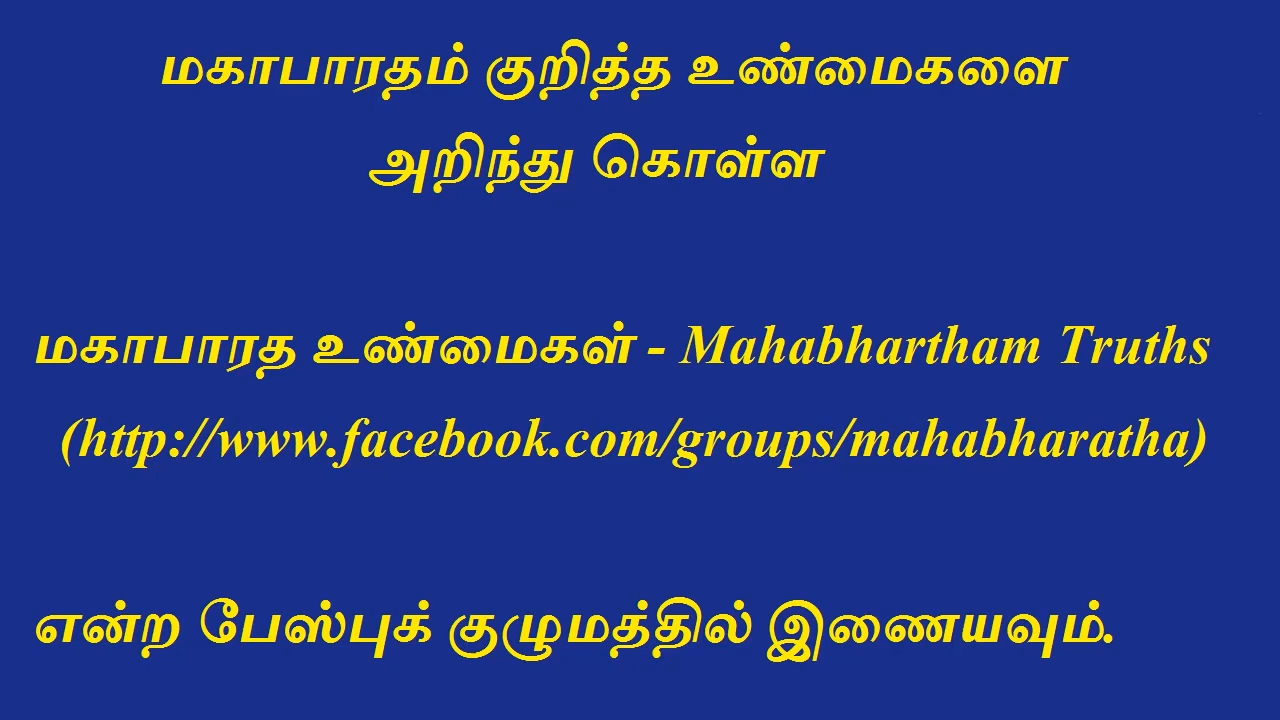 மகாபாரதம் குறித்த உண்மைகளை
அறிந்து கொள்ள
மகாபாரத உண்மைகள் - Mahabhartham Truths
(http://www.facebook.com/groups/mahabharatha)
என்ற பேஸ்புக் குழுமத்தில் இணையவும்.